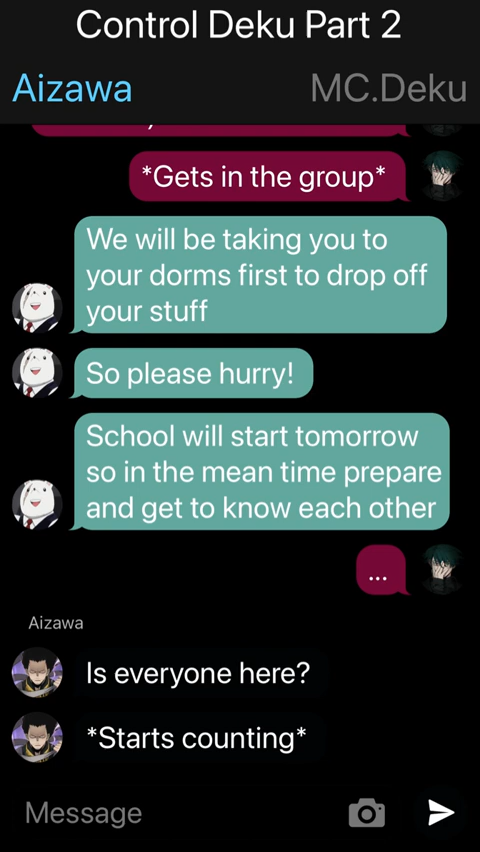 Control Deku Part 2
Aizawa
MC.Deku
*Gets in the group*
We will be taking you to
your dorms first to drop off
your stuff
So please hurry!
School will start tomorrow
so in the mean time prepare
and get to know each other
...
Aizawa
Is everyone here?
*Starts counting*
Message